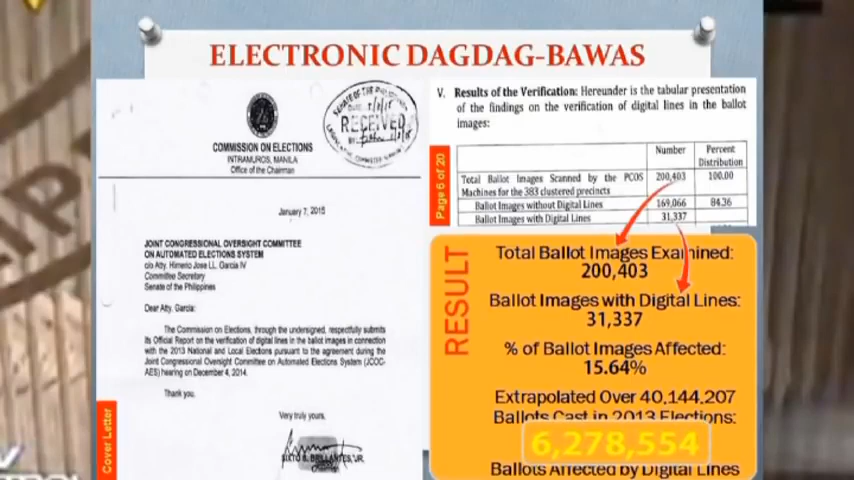 ELECTRONIC DAGDAG-BAWAS
COMMISSION ON ELECTIONS
INTRAMUROS, MANILA
Office of the Chairman
SENATE OF THE
RECEIVED
January 7, 2015
JOINT CONGRESSIONAL OVERSIGHT COMMITTEE
ON AUTOMATED ELECTIONS SYSTEM
c/o Atty. Himerio Jose LL. Garcia IV
Committee Secretary
Senate of the Philippines
Dear Atty. Garcia:
The Commission on Elections, through the undersigned, respectfully submits
its Official Report on the verification of digital lines in the ballot images in connection
with the 2013 National and Local Elections pursuant to the agreement during the
Joint Congressional Oversight Committee on Automated Elections System (JCOC-
AES) hearing on December 4, 2014.
Thank you.
Very truly yours,
SIXTO S. BRILLANTES, JR.
Chairman
Cover Letter
V. Results of the Verification: Hereunder is the tabular presentation
of the findings on the verification of digital lines in the ballot
images:
Page 6 of 20
Number Percent
Distribution
Total Ballot Images Scanned by the PCOS 200,403 100.00
Machines for the 383 clustered precincts
Ballot Images without Digital Lines 169,066 84.36
Ballot Images with Digital Lines 31,337
RESULT
Total Ballot Images Examined:
200,403
Ballot Images with Digital Lines:
31,337
% of Ballot Images Affected:
15.64%
Extrapolated Over 40,144,207
Ballots Cast in 2013 Elections:
6,278,554
Ballots Affected by Digital Lines